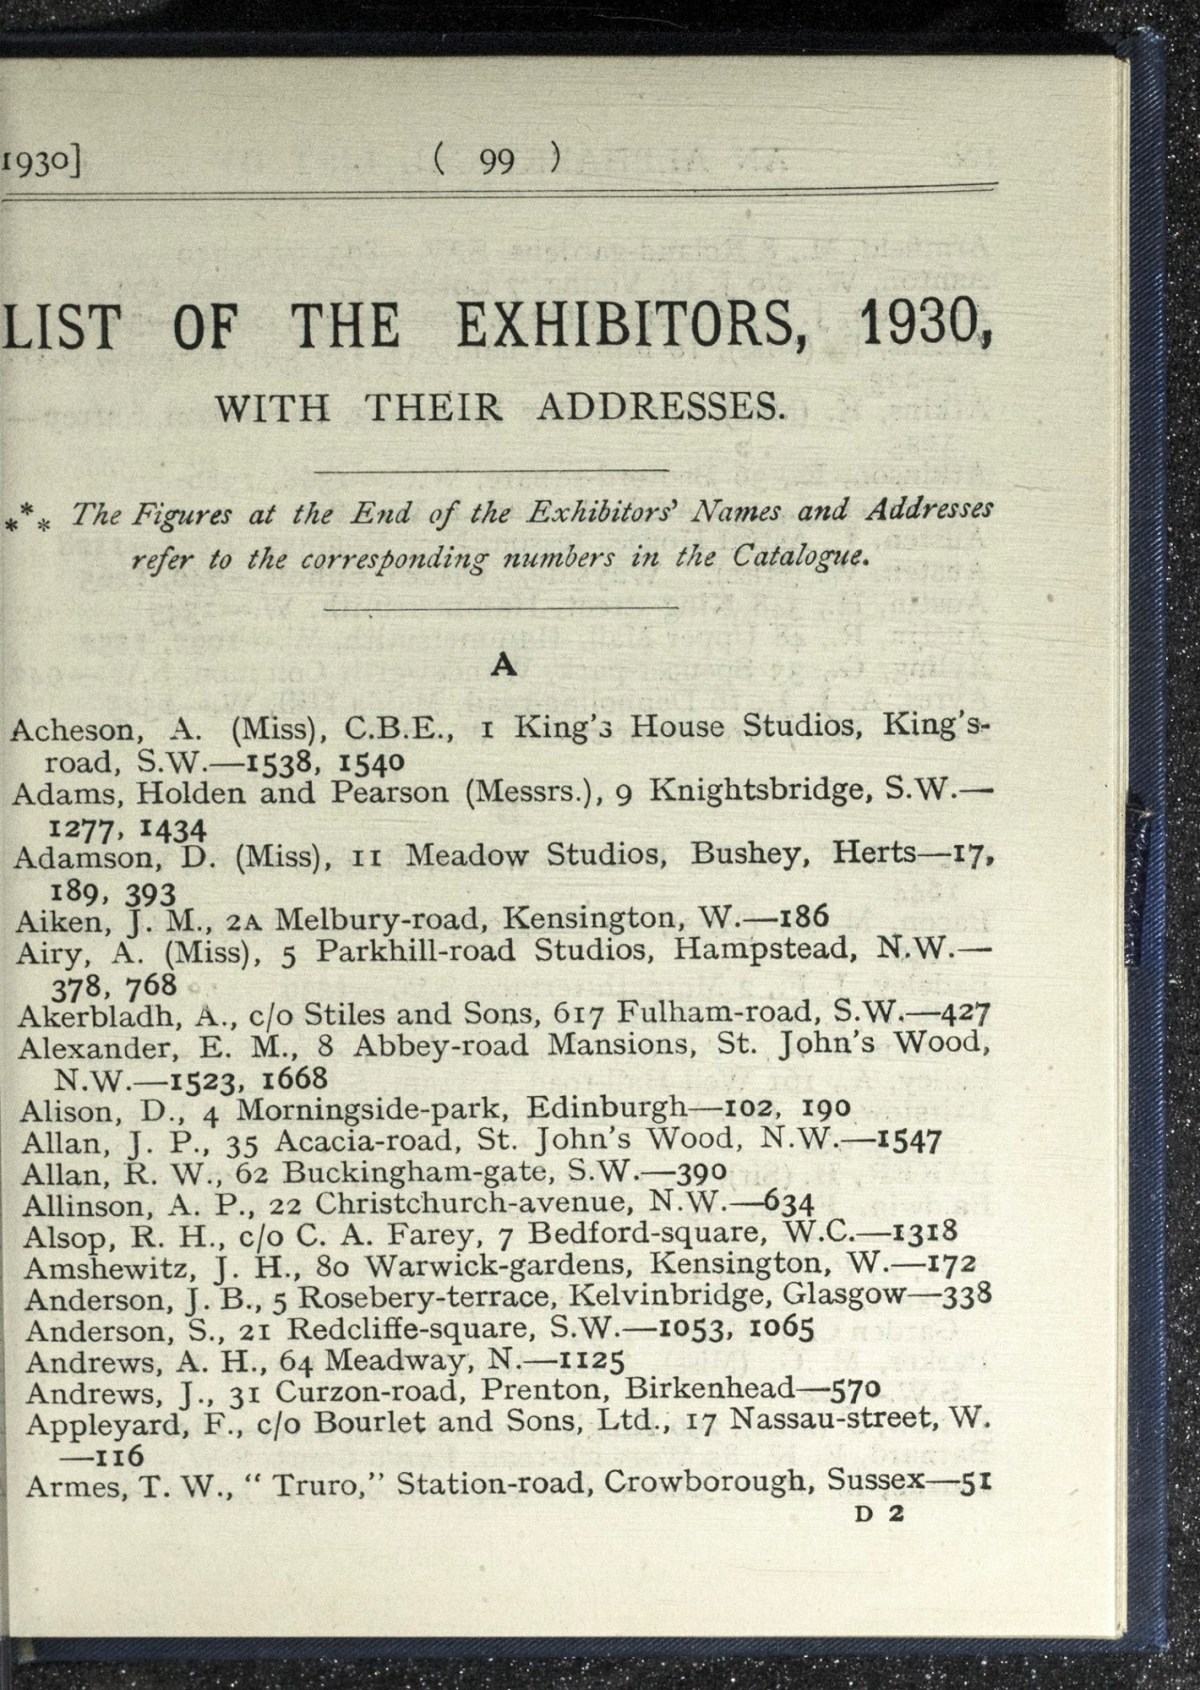 1930] ( 99 )
LIST OF THE EXHIBITORS, 1930,
WITH THEIR ADDRESSES.
*** The Figures at the End of the Exhibitors' Names and Addresses
refer to the corresponding numbers in the Catalogue.
A
Acheson, A. (Miss), C.B.E., 1 King's House Studios, King's-
road, S.W.—1538, 1540
Adams, Holden and Pearson (Messrs.), 9 Knightsbridge, S.W.—
1277, 1434
Adamson, D. (Miss), 11 Meadow Studios, Bushey, Herts—17,
189, 393
Aiken, J. M., 2A Melbury-road, Kensington, W.—186
Airy, A. (Miss), 5 Parkhill-road Studios, Hampstead, N.W.—
378, 768
Akerbladh, A., c/o Stiles and Sons, 617 Fulham-road, S.W.—427
Alexander, E. M., 8 Abbey-road Mansions, St. John's Wood,
N.W.—1523, 1668
Alison, D., 4 Morningside-park, Edinburgh—102, 190
Allan, J. P., 35 Acacia-road, St. John's Wood, N.W.—1547
Allan, R. W., 62 Buckingham-gate, S.W.—390
Allinson, A. P., 22 Christchurch-avenue, N.W.—634
Alsop, R. H., c/o C. A. Farey, 7 Bedford-square, W.C.—1318
Amshewitz, J. H., 80 Warwick-gardens, Kensington, W.—172
Anderson, J. B., 5 Rosebery-terrace, Kelvinbridge, Glasgow—338
Anderson, S., 21 Redcliffe-square, S.W.—1053, 1065
Andrews, A. H., 64 Meadway, N.—1125
Andrews, J., 31 Curzon-road, Prenton, Birkenhead—570
Appleyard, F., c/o Bourlet and Sons, Ltd., 17 Nassau-street, W.
—116
Armes, T. W., “ Truro,” Station-road, Crowborough, Sussex—51
D 2